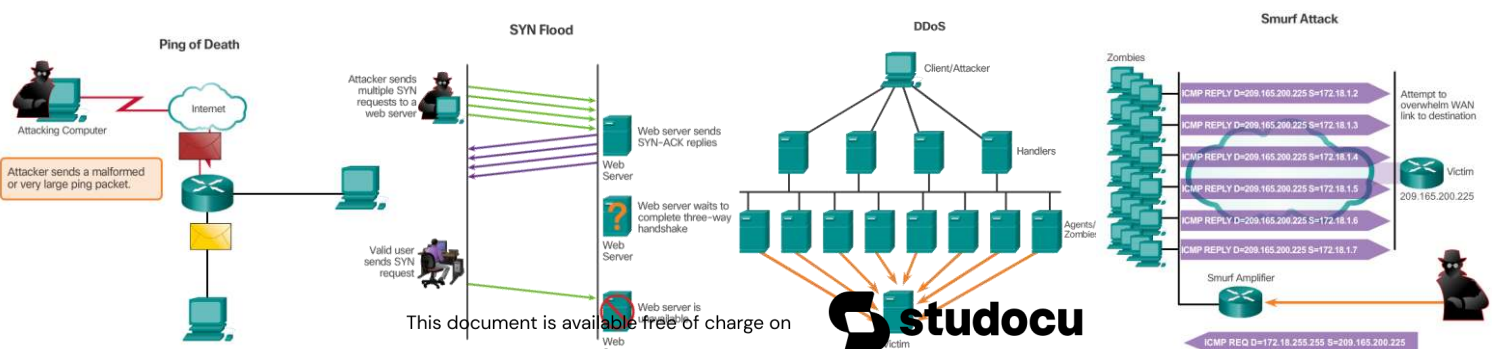 Ping of Death
Internet
Attacking Computer
Attacker sends a malformed
or very large ping packet.
SYN Flood
Attacker sends
multiple SYN
requests to a
web server
Web server sends
SYN-ACK replies
Web
Server
Web server waits to
complete three-way
handshake
Web
Server
Valid user
sends SYN
request
Web server is
unavailable
Web
DDoS
Client/Attacker
Handlers
Agents/
Zombies
Victim
Smurf Attack
Zombies
ICMP REPLY D=209.165.200.225 S=172.18.1.2
ICMP REPLY D=209.165.200.225 S=172.18.1.3
ICMP REPLY D=209.165.200.225 S=172.18.1.4
ICMP REPLY D=209.165.200.225 S=172.18.1.5
ICMP REPLY D=209.165.200.225 S=172.18.1.6
ICMP REPLY D=209.165.200.225 S=172.18.1.7
Attempt to
overwhelm WAN
link to destination
Victim
209.165.200.225
Smurf Amplifier
ICMP REQ D=172.18.255.255 S=209.165.200.225
This document is available free of charge on
studocu